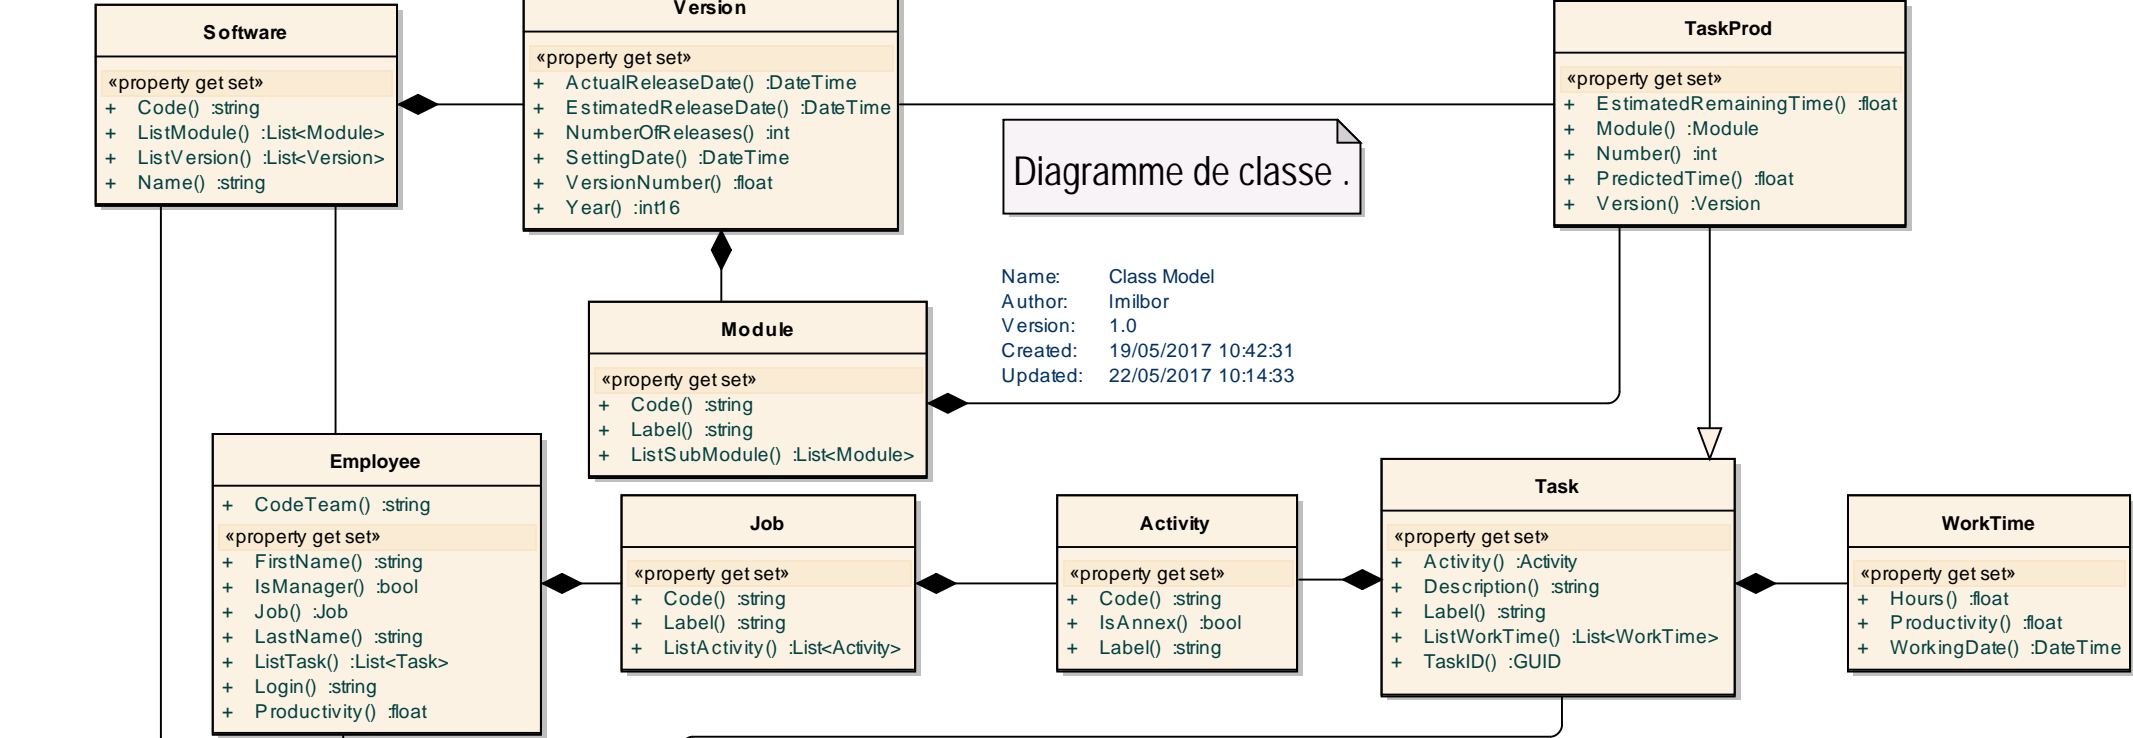 Software
«property get set»
+ Code() :string
+ ListModule() :List<Module>
+ ListVersion() :List<Version>
+ Name() :string
Version
«property get set»
+ ActualReleaseDate() :DateTime
+ EstimatedReleaseDate() :DateTime
+ NumberOfReleases() :int
+ SettingDate() :DateTime
+ VersionNumber() :float
+ Year() :int16
Diagramme de classe .
TaskProd
«property get set»
+ EstimatedRemainingTime() :float
+ Module() :Module
+ Number() :int
+ PredictedTime() :float
+ Version() :Version
Name: Class Model
Author: lmilbor
Version: 1.0
Created: 19/05/2017 10:42:31
Updated: 22/05/2017 10:14:33
Module
«property get set»
+ Code() :string
+ Label() :string
+ ListSubModule() :List<Module>
Employee
+ CodeTeam() :string
«property get set»
+ FirstName() :string
+ IsManager() :bool
+ Job() :Job
+ LastName() :string
+ ListTask() :List<Task>
+ Login() :string
+ Productivity() :float
Job
«property get set»
+ Code() :string
+ Label() :string
+ ListActivity() :List<Activity>
Activity
«property get set»
+ Code() :string
+ IsAnnex() :bool
+ Label() :string
Task
«property get set»
+ Activity() :Activity
+ Description() :string
+ Label() :string
+ ListWorkTime() :List<WorkTime>
+ TaskID() :GUID
WorkTime
«property get set»
+ Hours() :float
+ Productivity() :float
+ WorkingDate() :DateTime